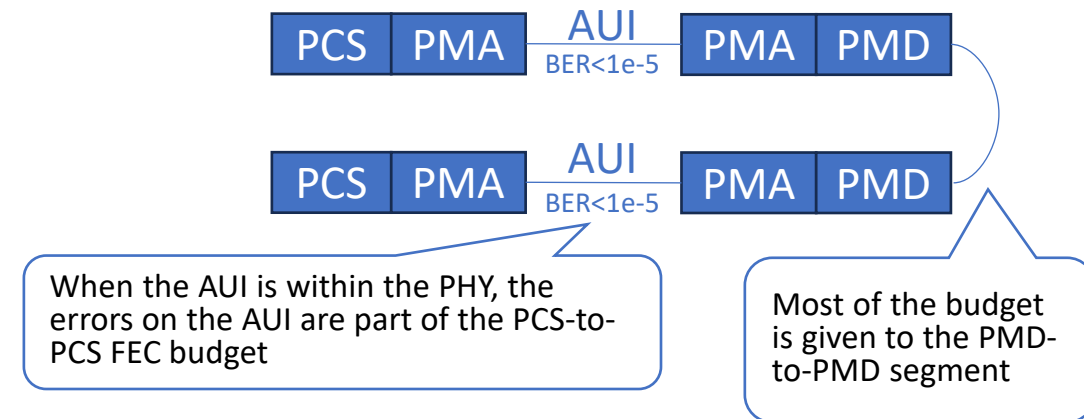 PCS PMA AUI PMA PMD
BER<1e-5
PCS PMA AUI PMA PMD
BER<1e-5
When the AUI is within the PHY, the
errors on the AUI are part of the PCS-to-
PCS FEC budget
Most of the budget
is given to the PMD-
to-PMD segment